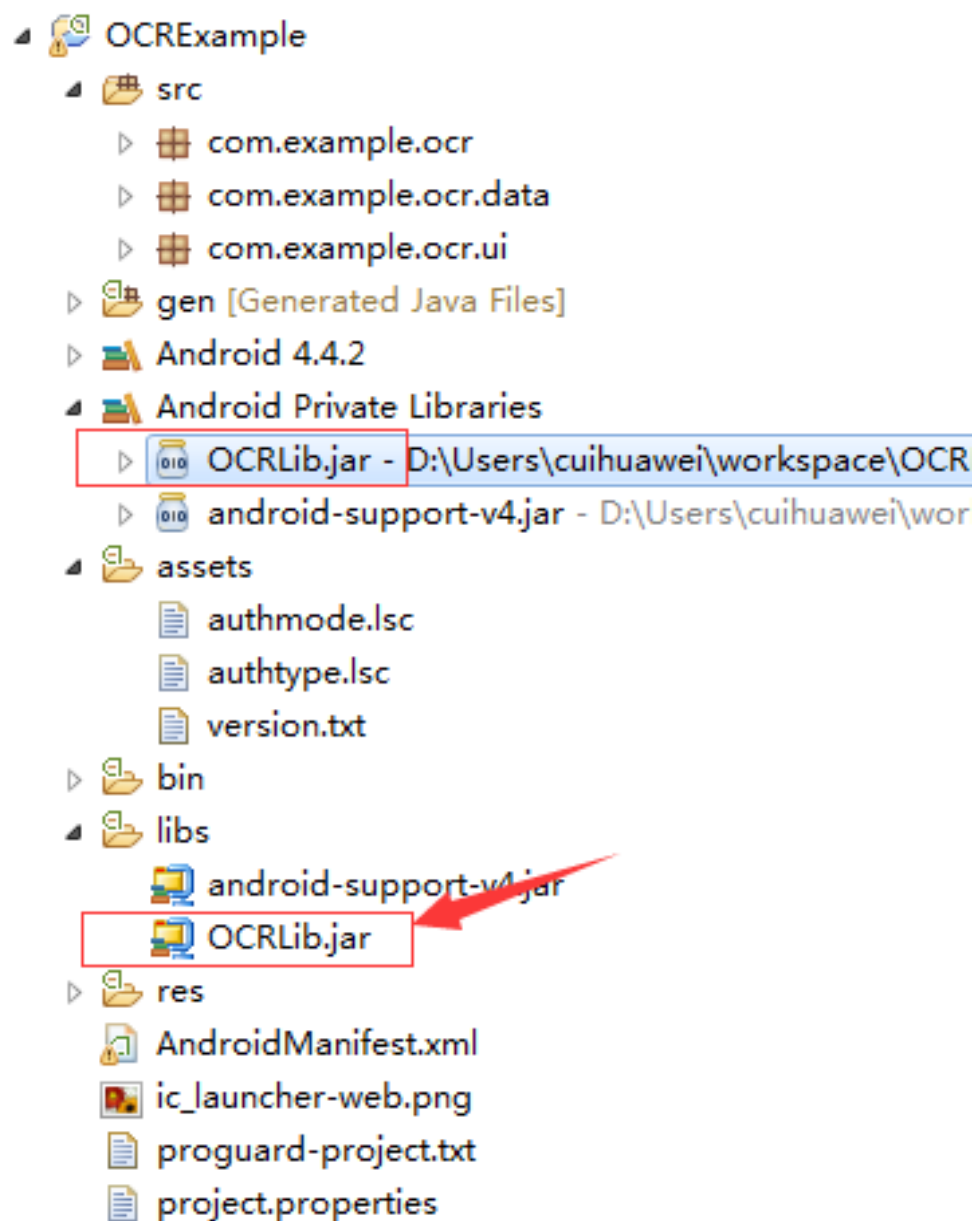 OCRExample
src
com.example.ocr
com.example.ocr.data
com.example.ocr.ui
gen [Generated Java Files]
Android 4.4.2
Android Private Libraries
OCRLib.jar - D:\Users\cuihuawei\workspace\OCR
android-support-v4.jar - D:\Users\cuihuawei\wor
assets
authmode.lsc
authtype.lsc
version.txt
bin
libs
android-support-v4.jar
OCRLib.jar
res
AndroidManifest.xml
ic_launcher-web.png
proguard-project.txt
project.properties